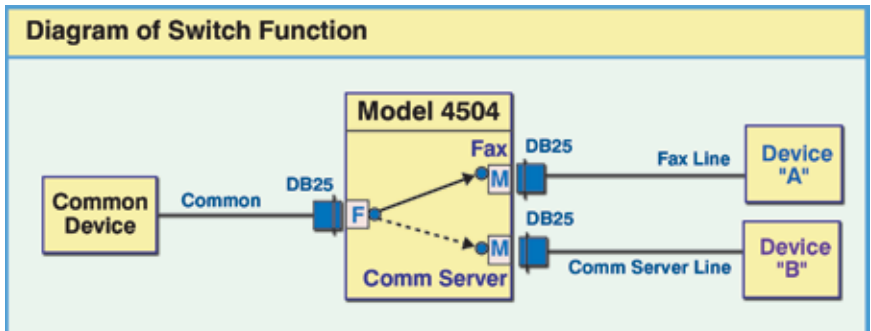 Diagram of Switch Function
Model 4504
Fax
DB25
Fax Line
Device
"A"
M
Common
Device
Common
DB25
F
DB25
M
Comm Server
Comm Server Line
Device
"B"